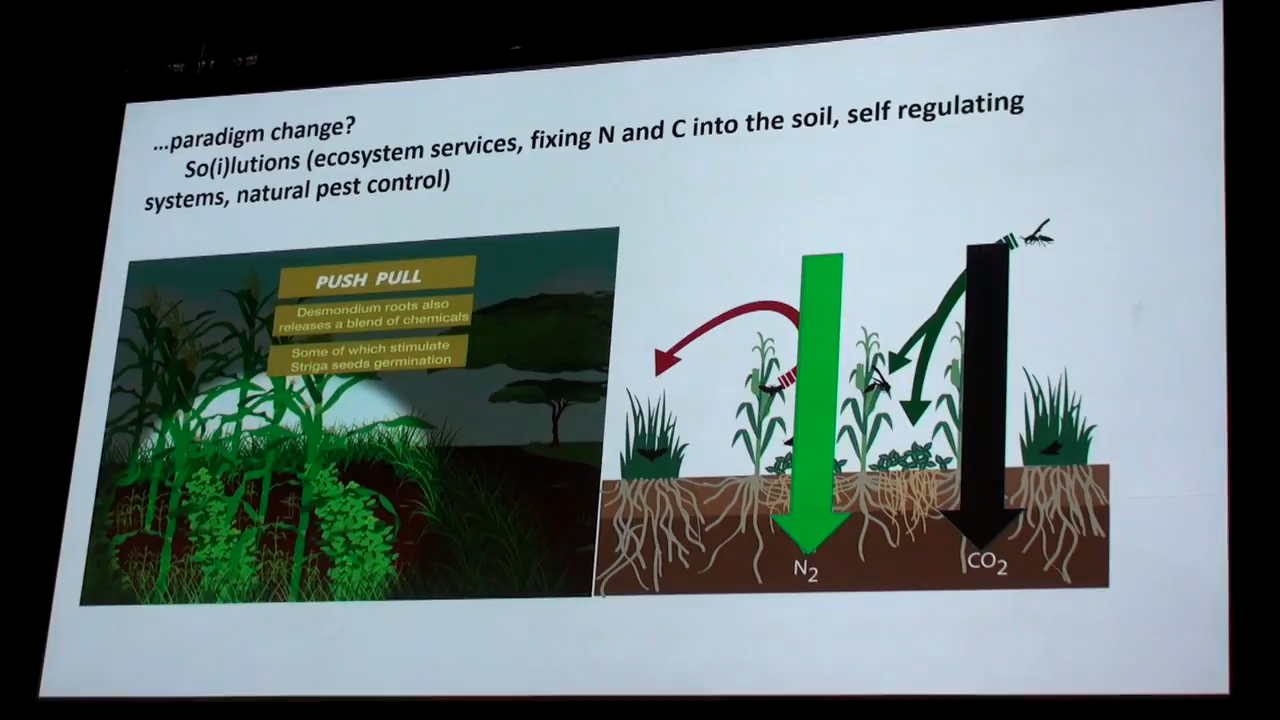 ...paradigm change?
So(i)lutions (ecosystem services, fixing N and C into the soil, self regulating
systems, natural pest control)
PUSH PULL
Desmondium roots also
releases a blend of chemicals
Some of which stimulate
Striga seeds germination
N2
CO2